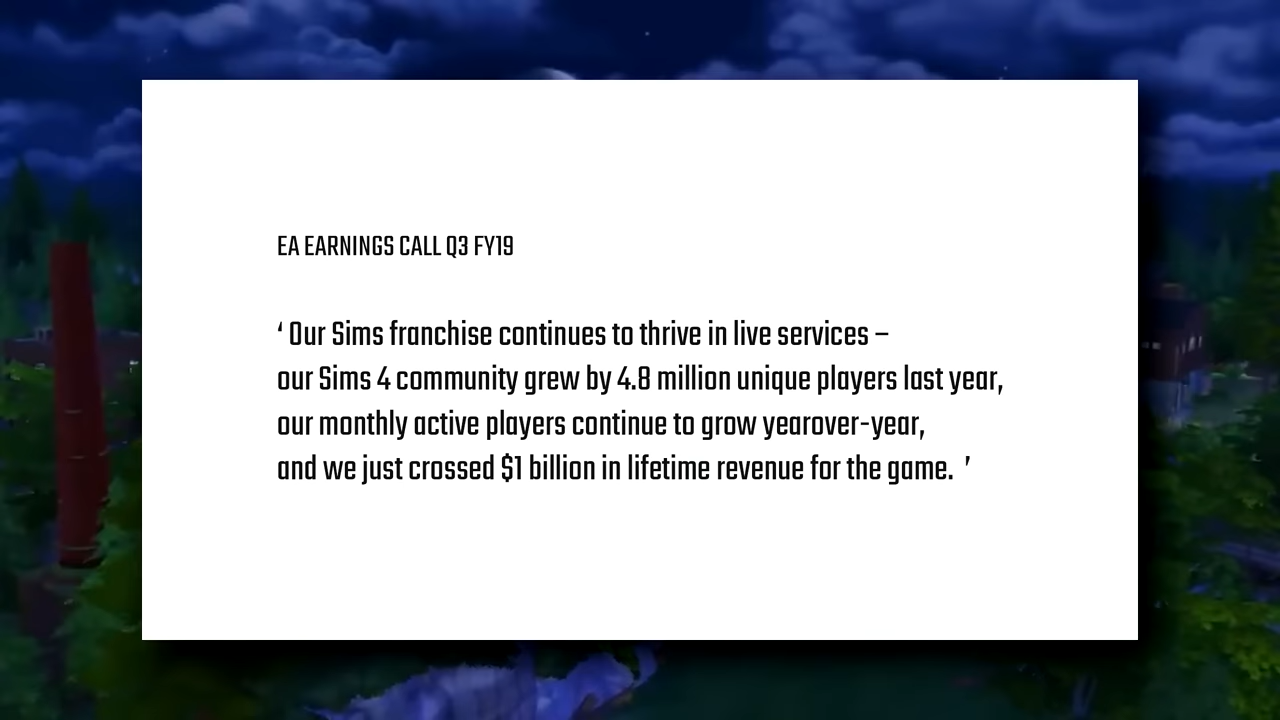 EA EARNINGS CALL Q3 FY19
‘ Our Sims franchise continues to thrive in live services –
our Sims 4 community grew by 4.8 million unique players last year,
our monthly active players continue to grow yearover-year,
and we just crossed $1 billion in lifetime revenue for the game. ’